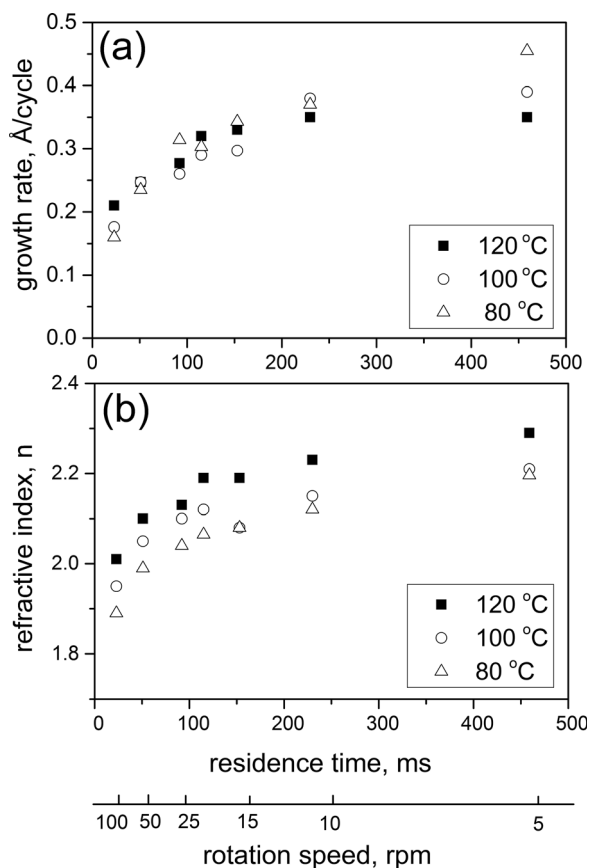 (a)
growth rate, Å/cycle
0.5
0.4
0.3
0.2
0.1
0.0
■ 120 °C
○ 100 °C
△ 80 °C
0 100 200 300 400 500
(b)
refractive index, n
2.4
2.2
2.0
1.8
■ 120 °C
○ 100 °C
△ 80 °C
0 100 200 300 400 500
residence time, ms
100 50 25 15 10 5
rotation speed, rpm